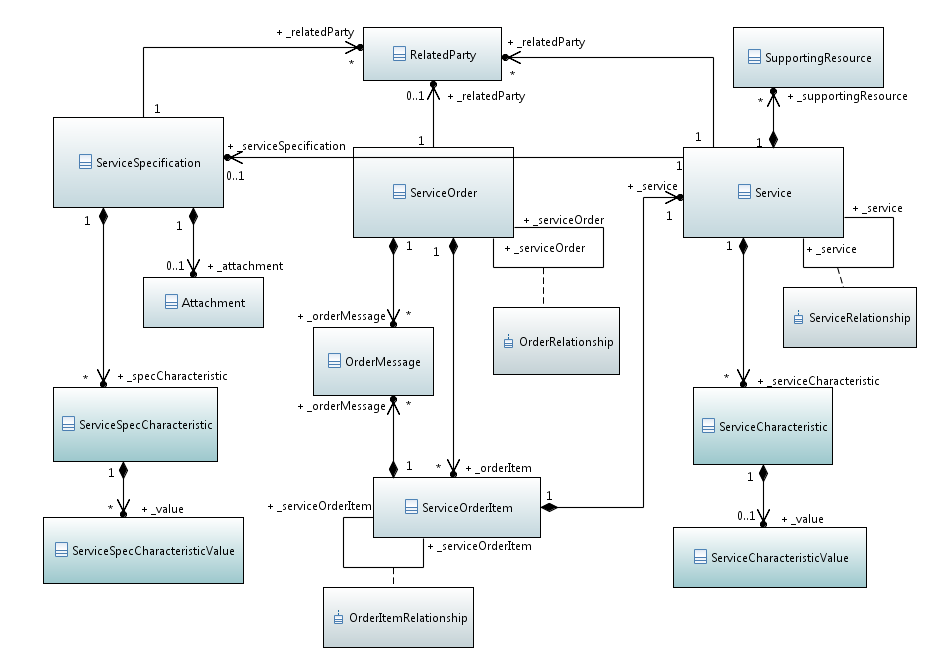 + _relatedParty
RelatedParty
+ _relatedParty
*
*
SupportingResource
0..1
+ _relatedParty
*
+ _supportingResource
1
1
1
1
+ _serviceSpecification
ServiceSpecification
0..1
1
ServiceOrder
+ _service
Service
1
1
1
+ _serviceOrder
+ _serviceOrder
1
1
1
+ _service
+ _service
0..1
+ _attachment
Attachment
+ _orderMessage
*
OrderMessage
OrderRelationship
ServiceRelationship
*
+ _specCharacteristic
*
+ _serviceCharacteristic
+ _orderMessage
*
ServiceSpecCharacteristic
ServiceCharacteristic
1
1
*
+ _orderItem
1
*
+ _value
+ _serviceOrderItem
ServiceOrderItem
1
0..1
+ _value
ServiceSpecCharacteristicValue
+ _serviceOrderItem
ServiceCharacteristicValue
OrderItemRelationship